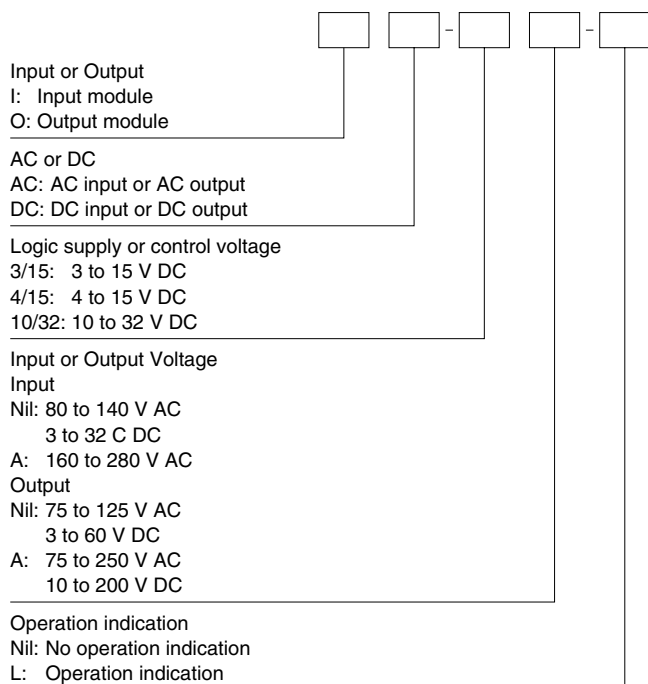 - -
Input or Output
I: Input module
O: Output module
AC or DC
AC: AC input or AC output
DC: DC input or DC output
Logic supply or control voltage
3/15: 3 to 15 V DC
4/15: 4 to 15 V DC
10/32: 10 to 32 V DC
Input or Output Voltage
Input
Nil: 80 to 140 V AC
3 to 32 C DC
A: 160 to 280 V AC
Output
Nil: 75 to 125 V AC
3 to 60 V DC
A: 75 to 250 V AC
10 to 200 V DC
Operation indication
Nil: No operation indication
L: Operation indication